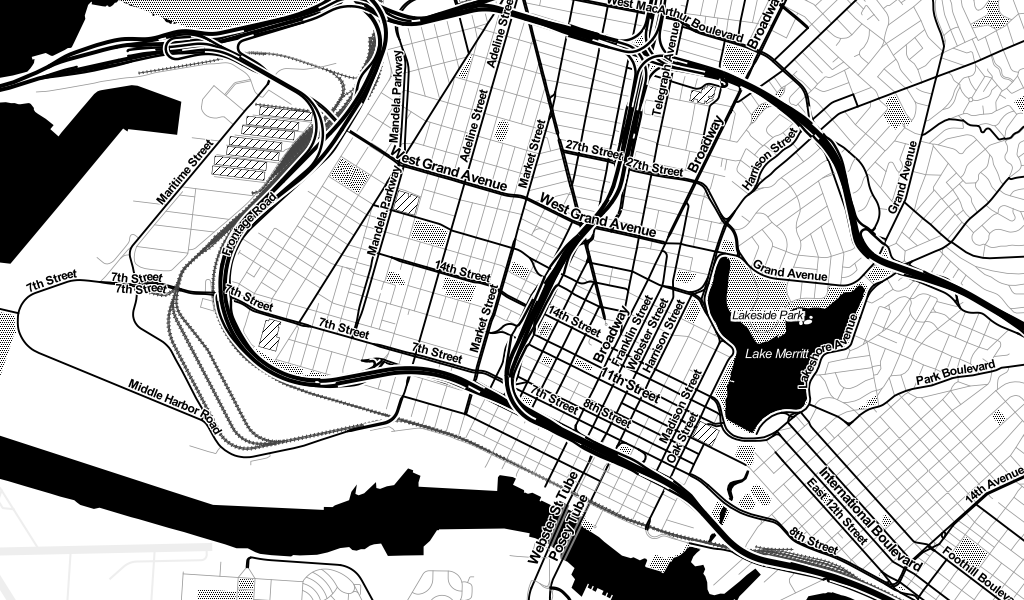 West MacArthur Boulevard
Broadway
Adeline Street
Telegraph Avenue
Mandela Parkway
Adeline Street
Market Street
Broadway
Harrison Street
Grand Avenue
Maritime Street
27th Street
27th Street
West Grand Avenue
Mandela Parkway
West Grand Avenue
Frontage Road
14th Street
Grand Avenue
7th Street
7th Street
7th Street
7th Street
Market Street
14th Street
Broadway
Franklin Street
Webster Street
Harrison Street
Lakeside Park
Lake Merritt
Lakeshore Avenue
7th Street
7th Street
11th Street
Park Boulevard
Middle Harbor Road
7th Street
8th Street
Madison Street
Oak Street
Webster St Tube
Posey Tube
International Boulevard
East 12th Street
14th Avenue
8th Street
Foothill Boulevard